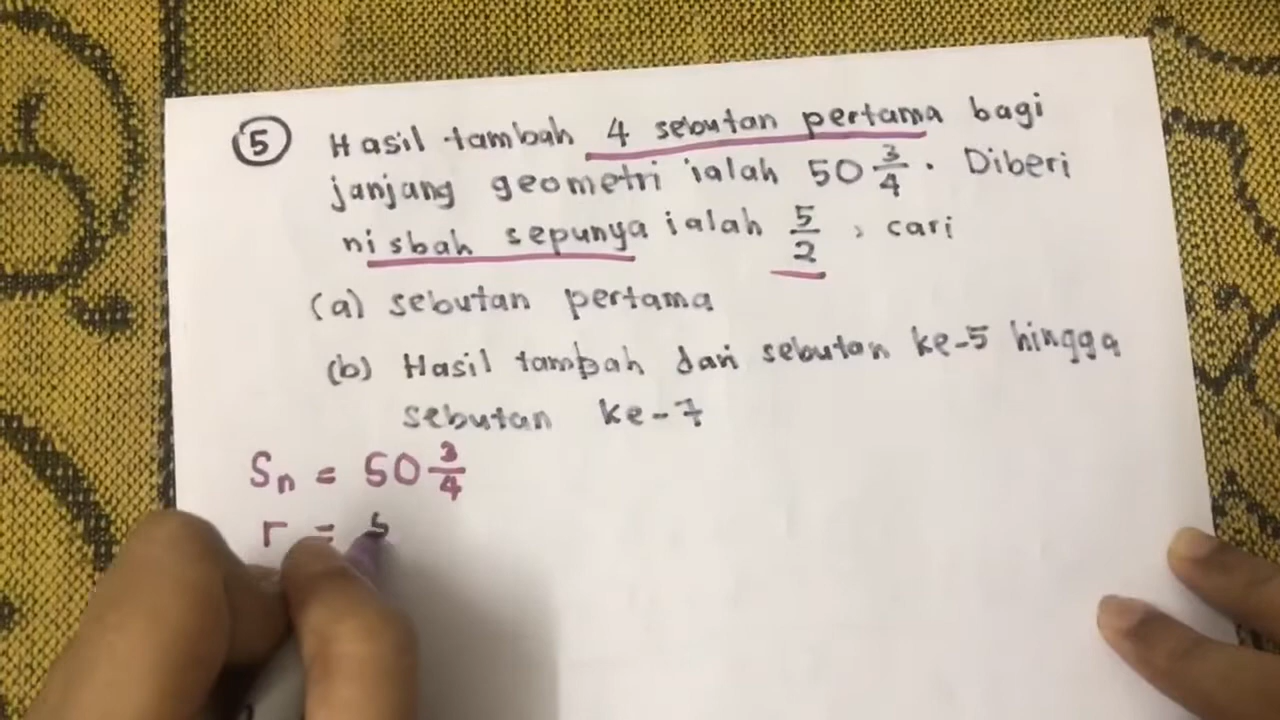 5 Hasil tambah 4 sebutan pertama bagi
janjang geometri ialah 50 3/4 . Diberi
nisbah sepunya ialah 5/2 , cari
(a) sebutan pertama
(b) Hasil tambah dari sebutan ke-5 hingga
sebutan ke-7
Sn = 50 3/4
r = 5